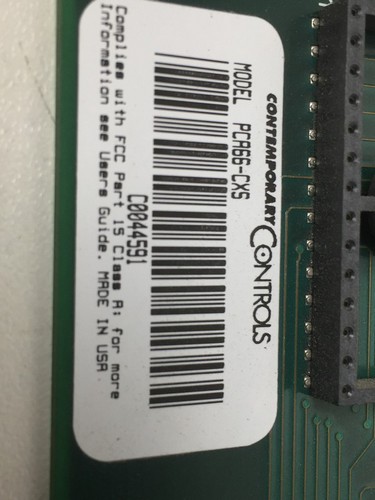 CONTEMPORARY CONTROLS
MODEL PCA66-CXS
C0044591
Complies with FCC Part 15 Class A; for more
Information see Users Guide. MADE IN USA